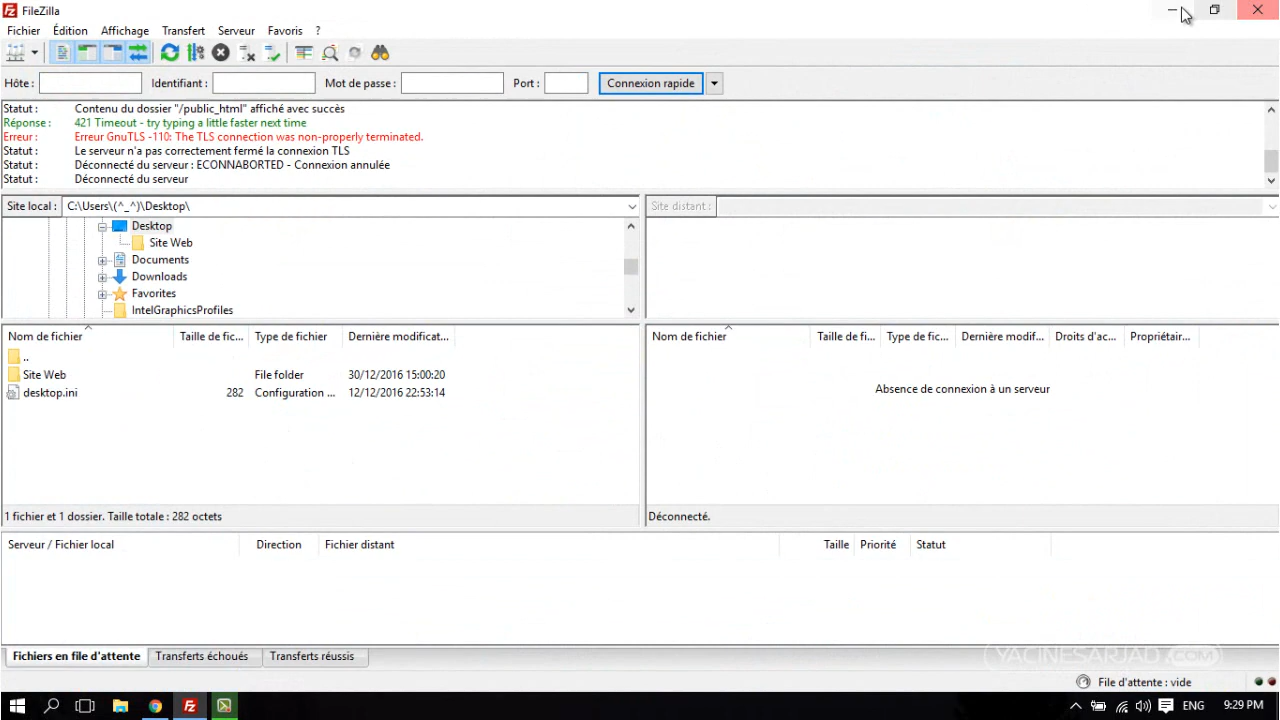 FileZilla
Fichier Édition Affichage Transfert Serveur Favoris ?
Hôte : Identifiant : Mot de passe : Port : Connexion rapide
Statut : Contenu du dossier "/public_html" affiché avec succès
Réponse : 421 Timeout - try typing a little faster next time
Erreur : Erreur GnuTLS -110: The TLS connection was non-properly terminated.
Statut : Le serveur n'a pas correctement fermé la connexion TLS
Statut : Déconnecté du serveur : ECONNABORTED - Connexion annulée
Statut : Déconnecté du serveur
Site local : C:\Users\(^_^)\Desktop\ Site distant :
Desktop
Site Web
Documents
Downloads
Favorites
IntelGraphicsProfiles
Nom de fichier Taille de fic... Type de fichier Dernière modificat...
..
Site Web File folder 30/12/2016 15:00:20
desktop.ini 282 Configuration ... 12/12/2016 22:53:14
1 fichier et 1 dossier. Taille totale : 282 octets
Nom de fichier Taille de fi... Type de fic... Dernière modif... Droits d'ac... Propriétair...
Absence de connexion à un serveur
Déconnecté.
Serveur / Fichier local Direction Fichier distant Taille Priorité Statut
Fichiers en file d'attente Transferts échoués Transferts réussis
YACINESARJAD.COM
File d'attente : vide
ENG 9:29 PM